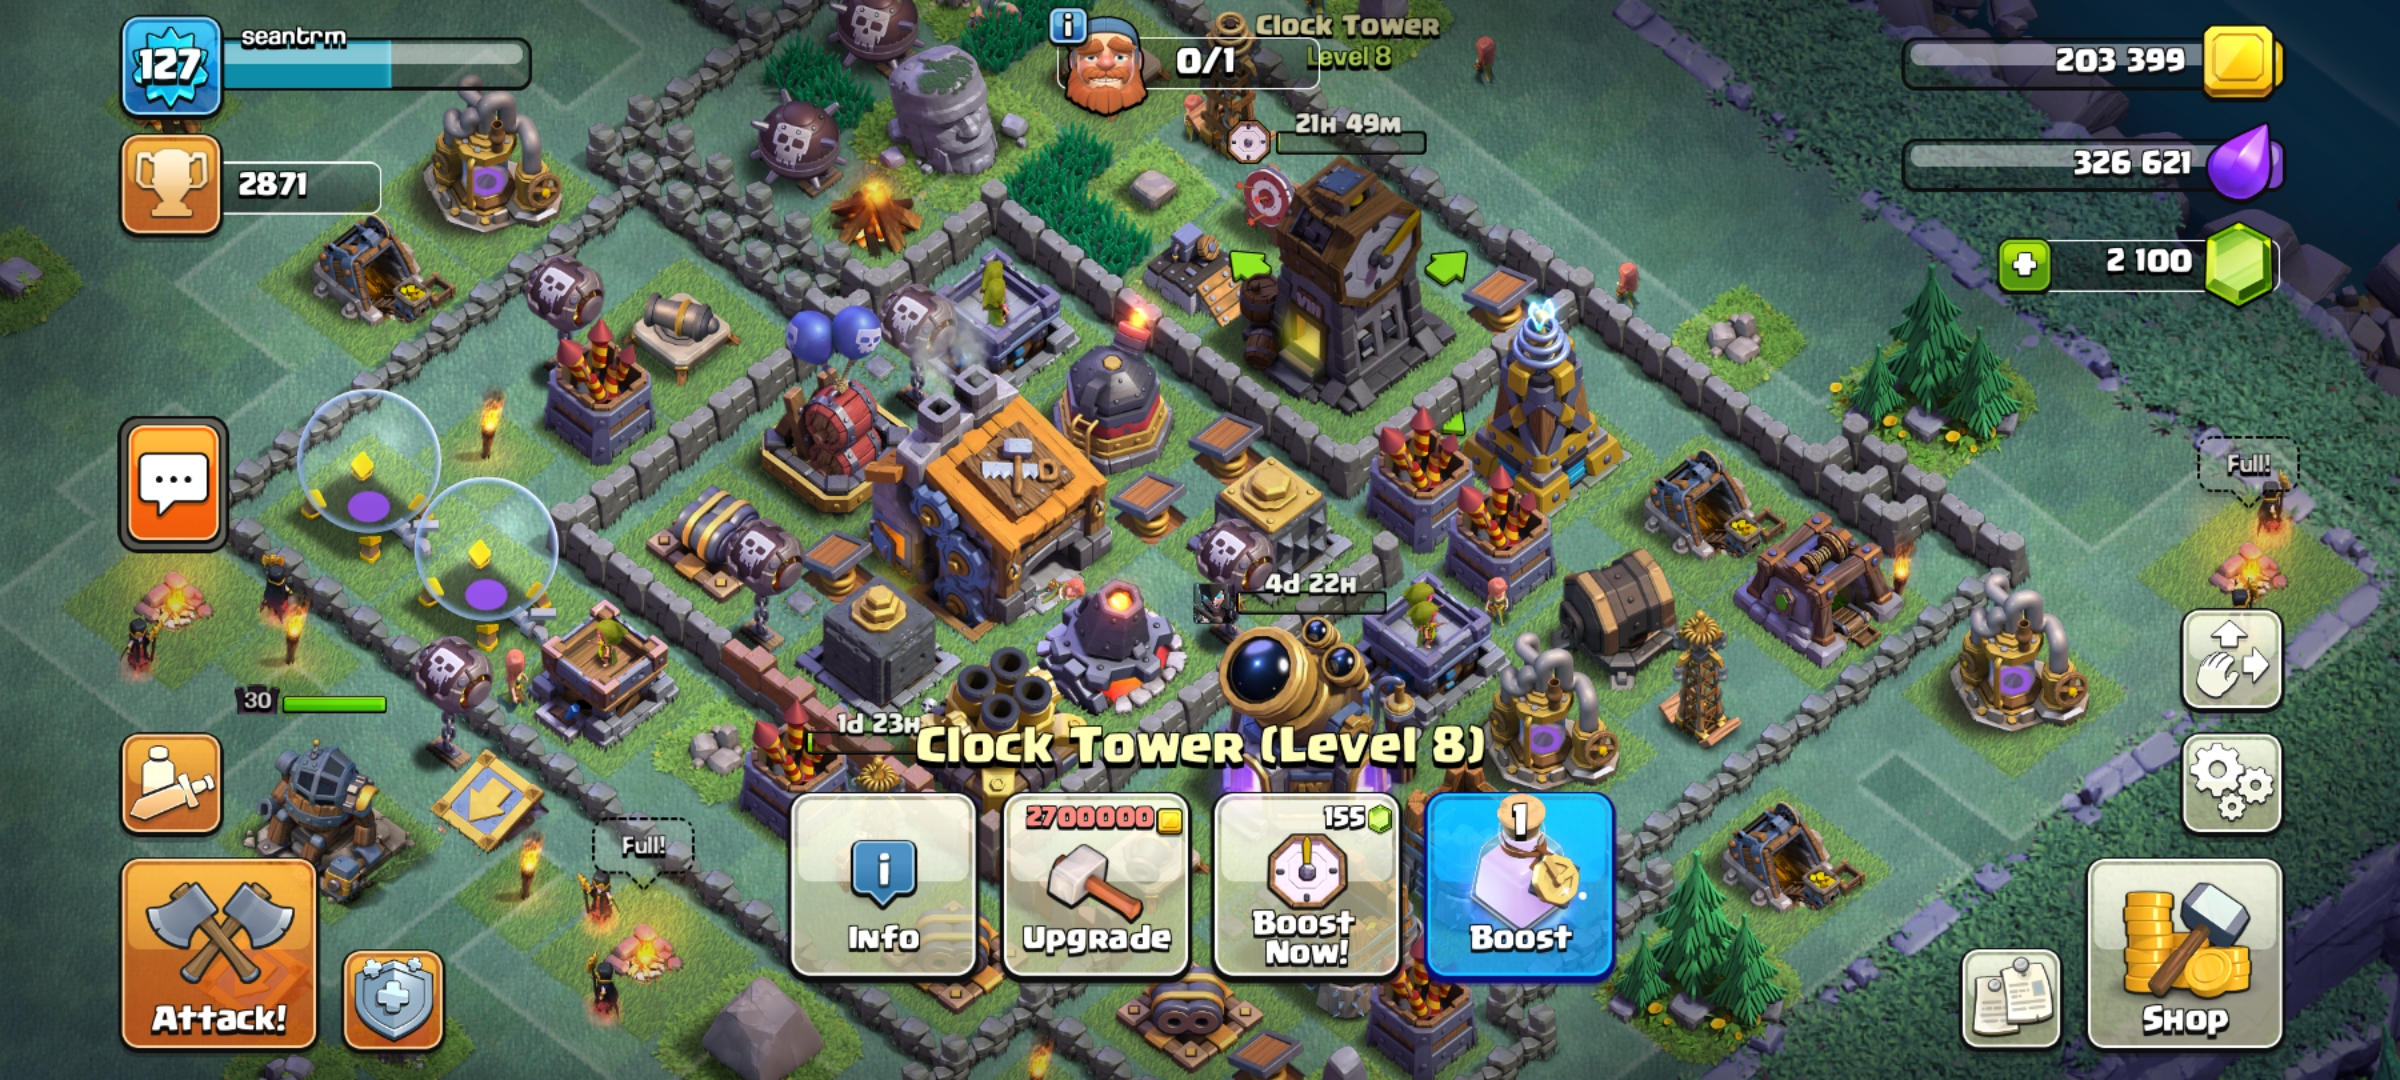 127
seantrm
2871
i
0/1
Clock Tower
Level 8
21H 49M
203 399
326 621
2 100
VIII
Full!
4d 22H
30
1d 23H
Clock Tower (Level 8)
Full!
i
Info
2700000
Upgrade
155
Boost
Now!
1
Boost
Attack!
Shop